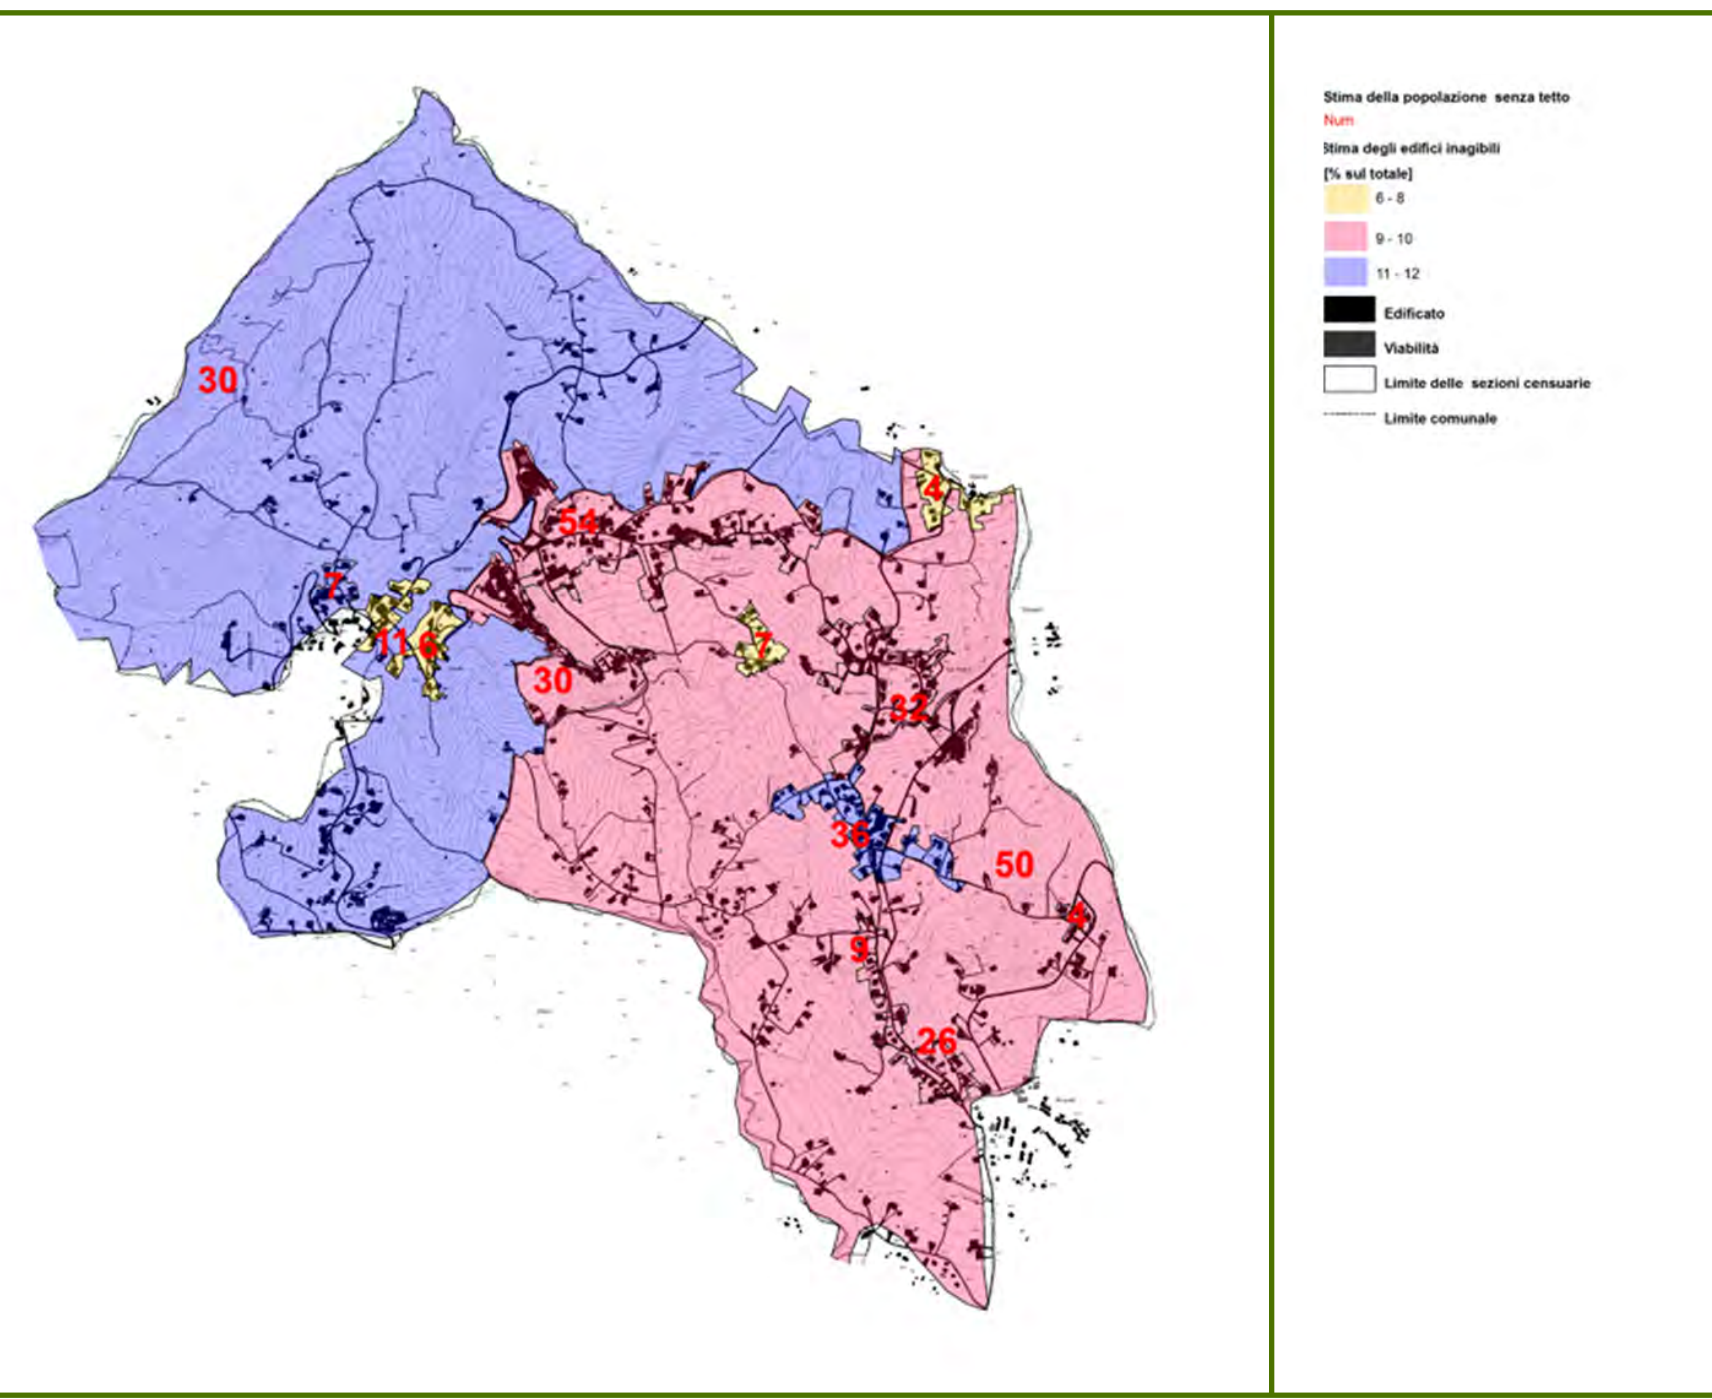 Stima della popolazione senza tetto
Num
Stima degli edifici inagibili
[% sul totale]
6 - 8
9 - 10
11 - 12
Edificato
Viabilità
Limite delle sezioni censuarie
Limite comunale
30
4
54
7
11 6
7
30
32
36
50
4
9
26